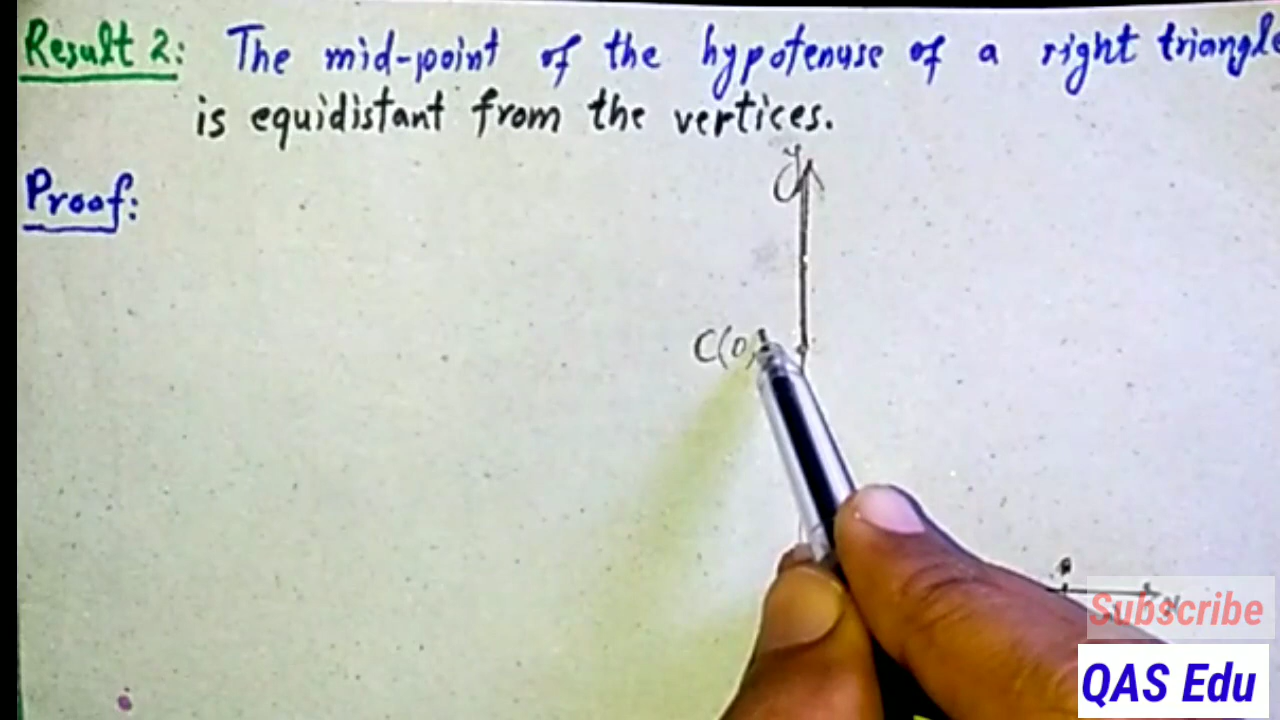 Result 2: The mid-point of the hypotenuse of a right triangle
is equidistant from the vertices.
Proof:
y
C(0,
x
Subscribe
QAS Edu